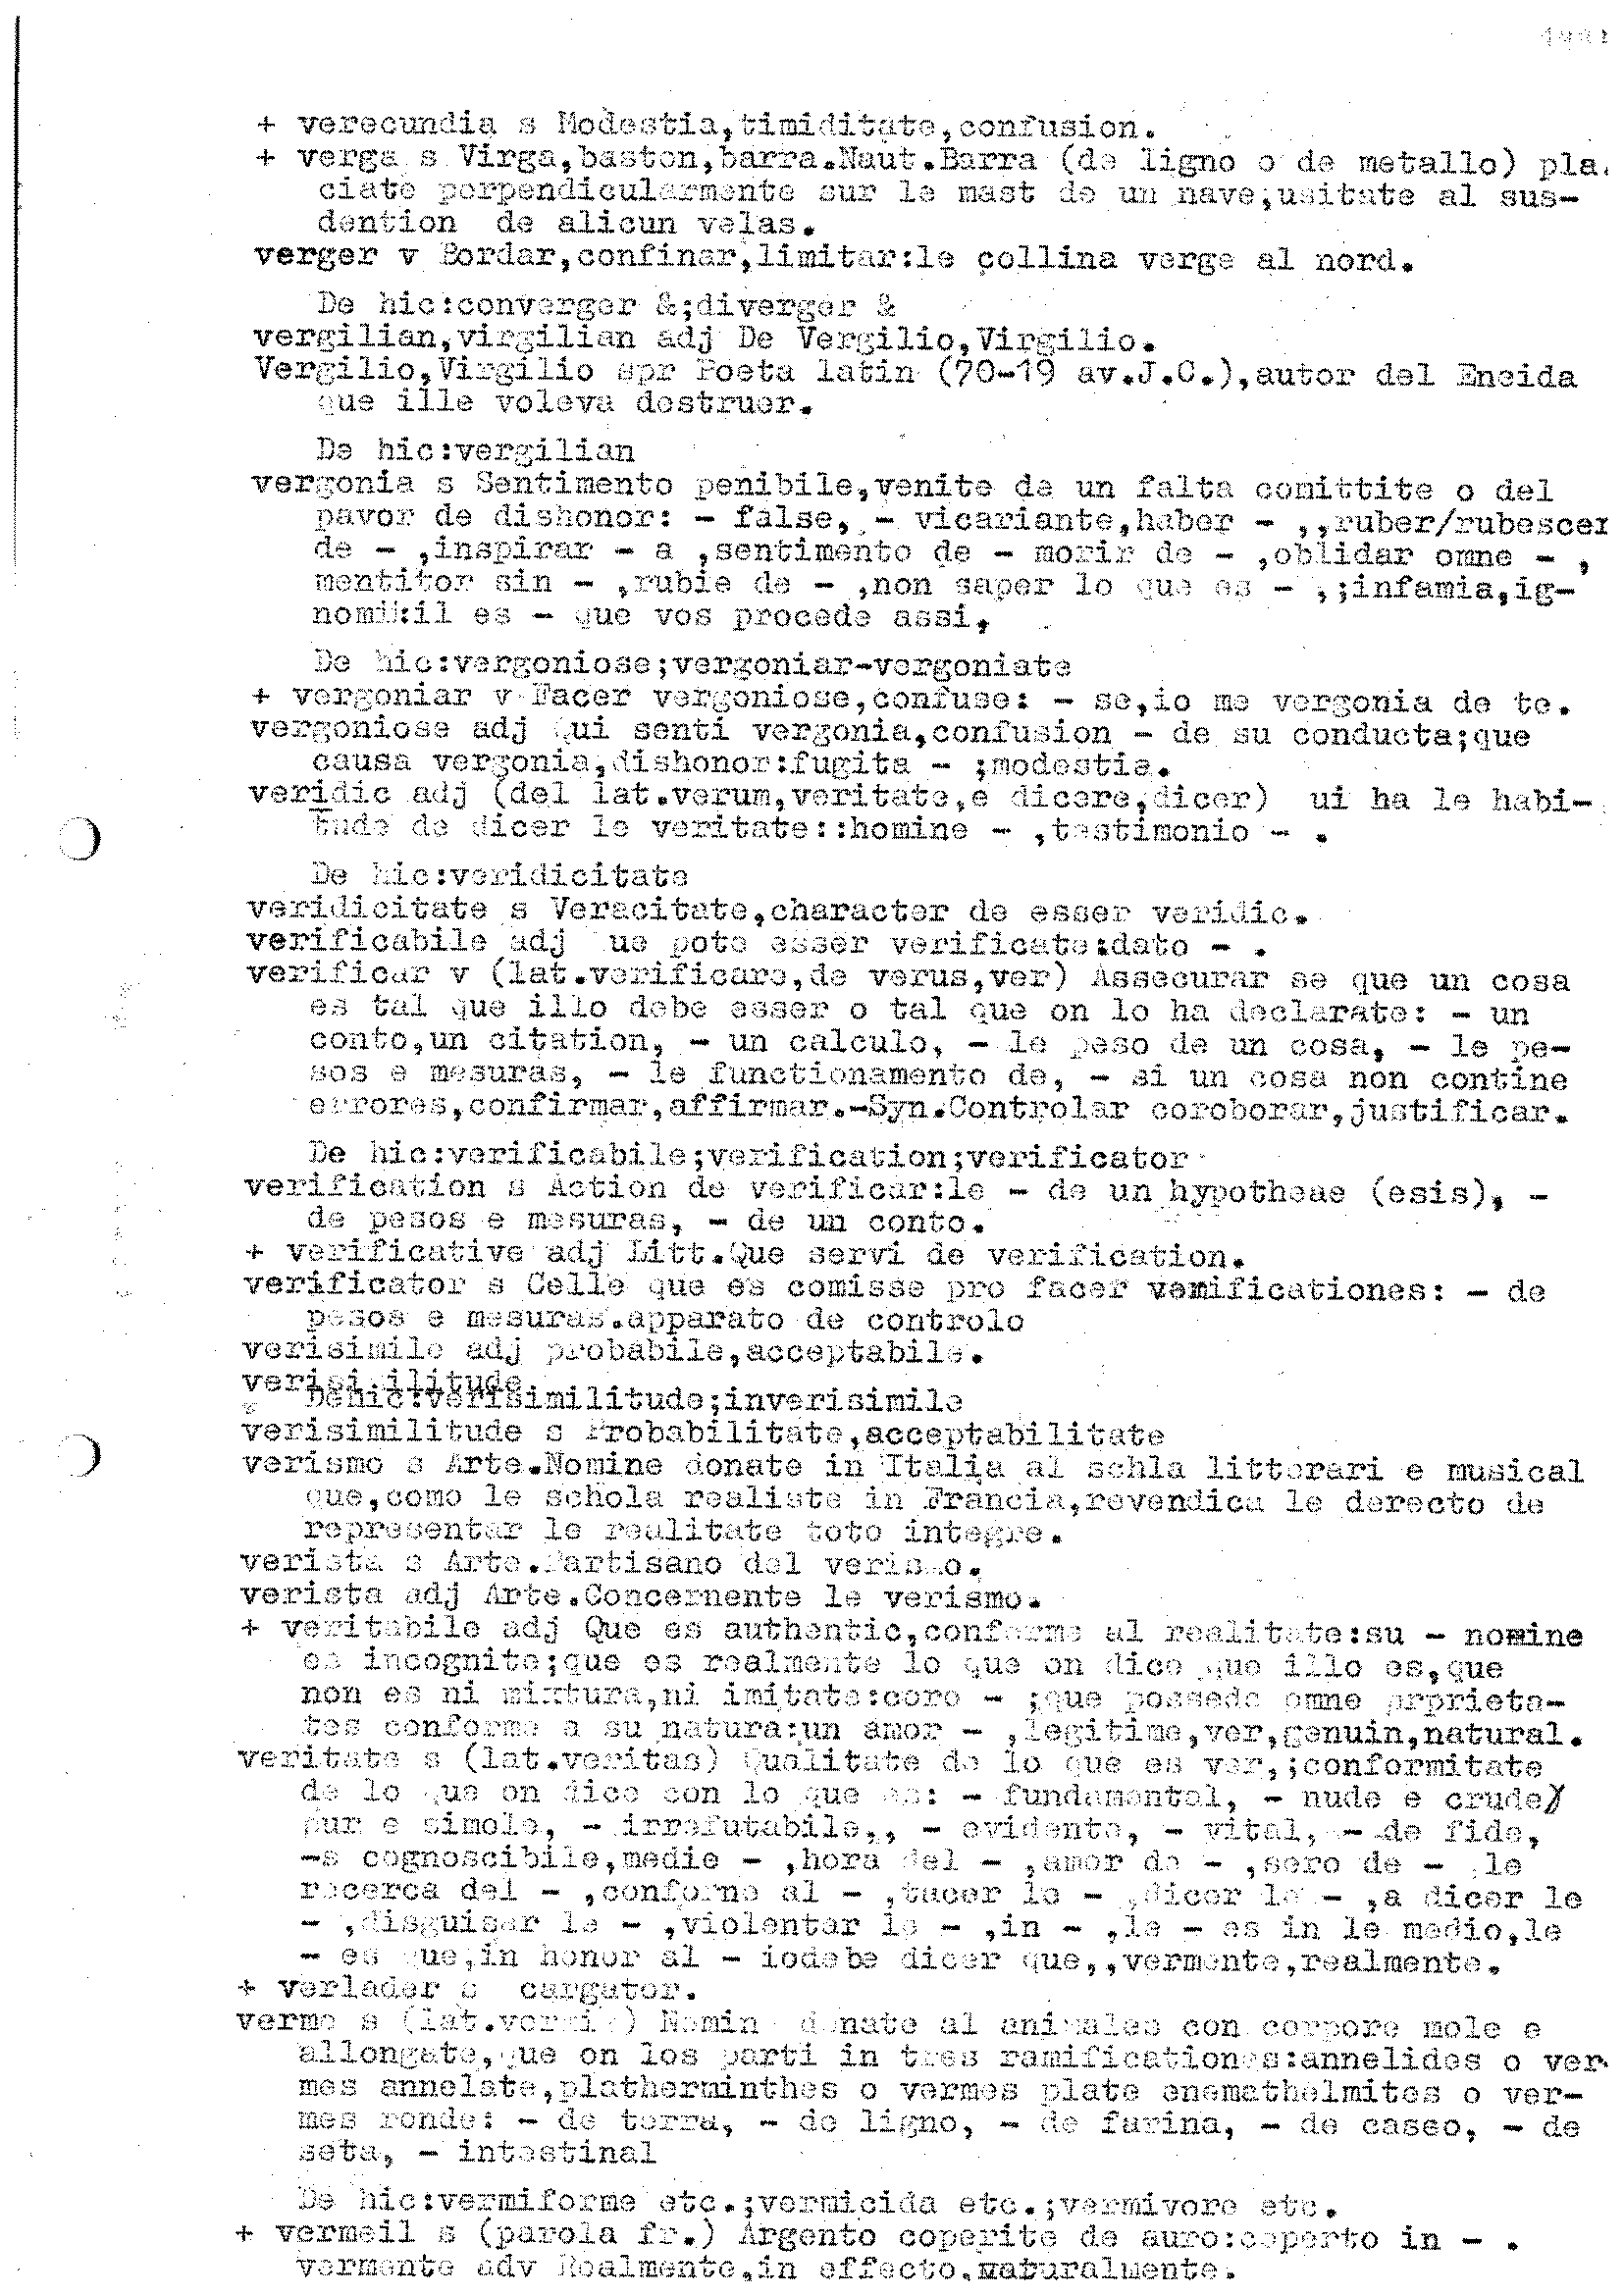 + verecundia s Modestia,timiditate,confusion.
+ verga s Virga,baston,barra.Naut.Barra (de ligno o de metallo) pla
ciate perpendicularmente sur le mast de un nave;usitate al sus-
dention de alicun velas.
verger v Bordar,confinar,limitar:le collina verge al nord.
De hic:converger &;diverger &
vergilian,virgilian adj De Vergilio,Virgilio.
Vergilio,Virgilio spr Poeta latin (70-19 av.J.C.),autor del Eneida
que ille voleva destruer.
De hic:vergilian
vergonia s Sentimento penibile,venite de un falta comittite o del
pavor de dishonor: - false, - vicariante,haber - ,,ruber/rubescer
de - ,inspirar - a ,sentimento de - morir de - ,oblidar omne - ,
mentitor sin - ,rubie de - ,non saper lo que es - ,;infamia,ig-
il es - que vos procede assi,
De hic:vergoniose;vergoniar-vergoniate
+ vergoniar v Facer vergoniose,confuse: - se,io me vergonia de te.
vergoniose adj Qui senti vergonia,confusion - de su conducta;que
causa vergonia,dishonor:fugita - ;modestia.
veridic adj (del lat.verum,veritate,e dicere,dicer) ui ha le habi-
tude de dicer le veritate::homine - ,testimonio - .
De hic:veridicitate
veridicitate s Veracitate,character de esser veridic.
verificabile adj ue pote esser verificate:dato - .
verificar v (lat.verificare,de verus,ver) Assecurar se que un cosa
es tal que illo debe esser o tal que on lo ha declarate: - un
conto,un citation, - un calculo, - le peso de un cosa, - le pe-
sos e mesuras, - le functionamento de, - si un cosa non contine
errores,confirmar,affirmar.-Syn.Controlar coroborar,justificar.
De hic:verificabile;verification;verificator
verification s Action de verificar:le - de un hypothese (esis), -
de pesos e mesuras, - de un conto.
+ verificative adj Litt.Que servi de verification.
verificator s Celle que es comisse pro facer vemificationes: - de
pesos e mesuras.apparato de controlo
verisimile adj probabile,acceptabile.
verisi ilitude
Dehic:verisimilitude;inverisimile
verisimilitude s Probabilitate,acceptabilitate
verismo s Arte.Nomine donate in Italia al schla litterari e musical
que,como le schola realiste in Francia,revendica le derecto de
representar le realitate toto integre.
verista s Arte.Partisano del verismo.
verista adj Arte.Concernente le verismo.
+ veritabile adj Que es authentic,conforme al realitate:su - nomine
es incognite;que es realmente lo que on dice que illo es,que
non es ni mixtura,ni imitate:coro - ;que possede omne prprieta-
tes conforme a su natura:un amor - ,legitime,ver,genuin,natural.
veritate s (lat.veritas) Qualitate de lo que es ver,;conformitate
de lo que on dice con lo que es: - fundamental, - nude e crude)
pur e simole, - irrefutabile,, - evidente, - vital, - de fide,
-s cognoscibile,medie - ,hora del - ,amor de - ,sero de - ,le
recerca del - ,conforme al - ,tacer le - ,dicer le - ,a dicer le
- ,disguisar le - ,violentar le - ,in - ,le - es in le medio,le
- es que,in honor al - iodebe dicer que,,vermente,realmente.
+ verlader s cargator.
verme s (lat.vermis) Nomin donate al animales con corpore mole e
allongate,que on los parti in tres ramificationes:annelides o ver
mes annelate,platherminthes o vermes plate enemathelmites o ver-
mes ronde: - de terra, - de ligno, - de farina, - de caseo, - de
seta, - intestinal
De hic:vermiforme etc.;vermicida etc.;vermivore etc.
+ vermeil s (parola fr.) Argento coperite de auro:coperto in - .
vermente adv Realmente,in effecto,naturalmente.